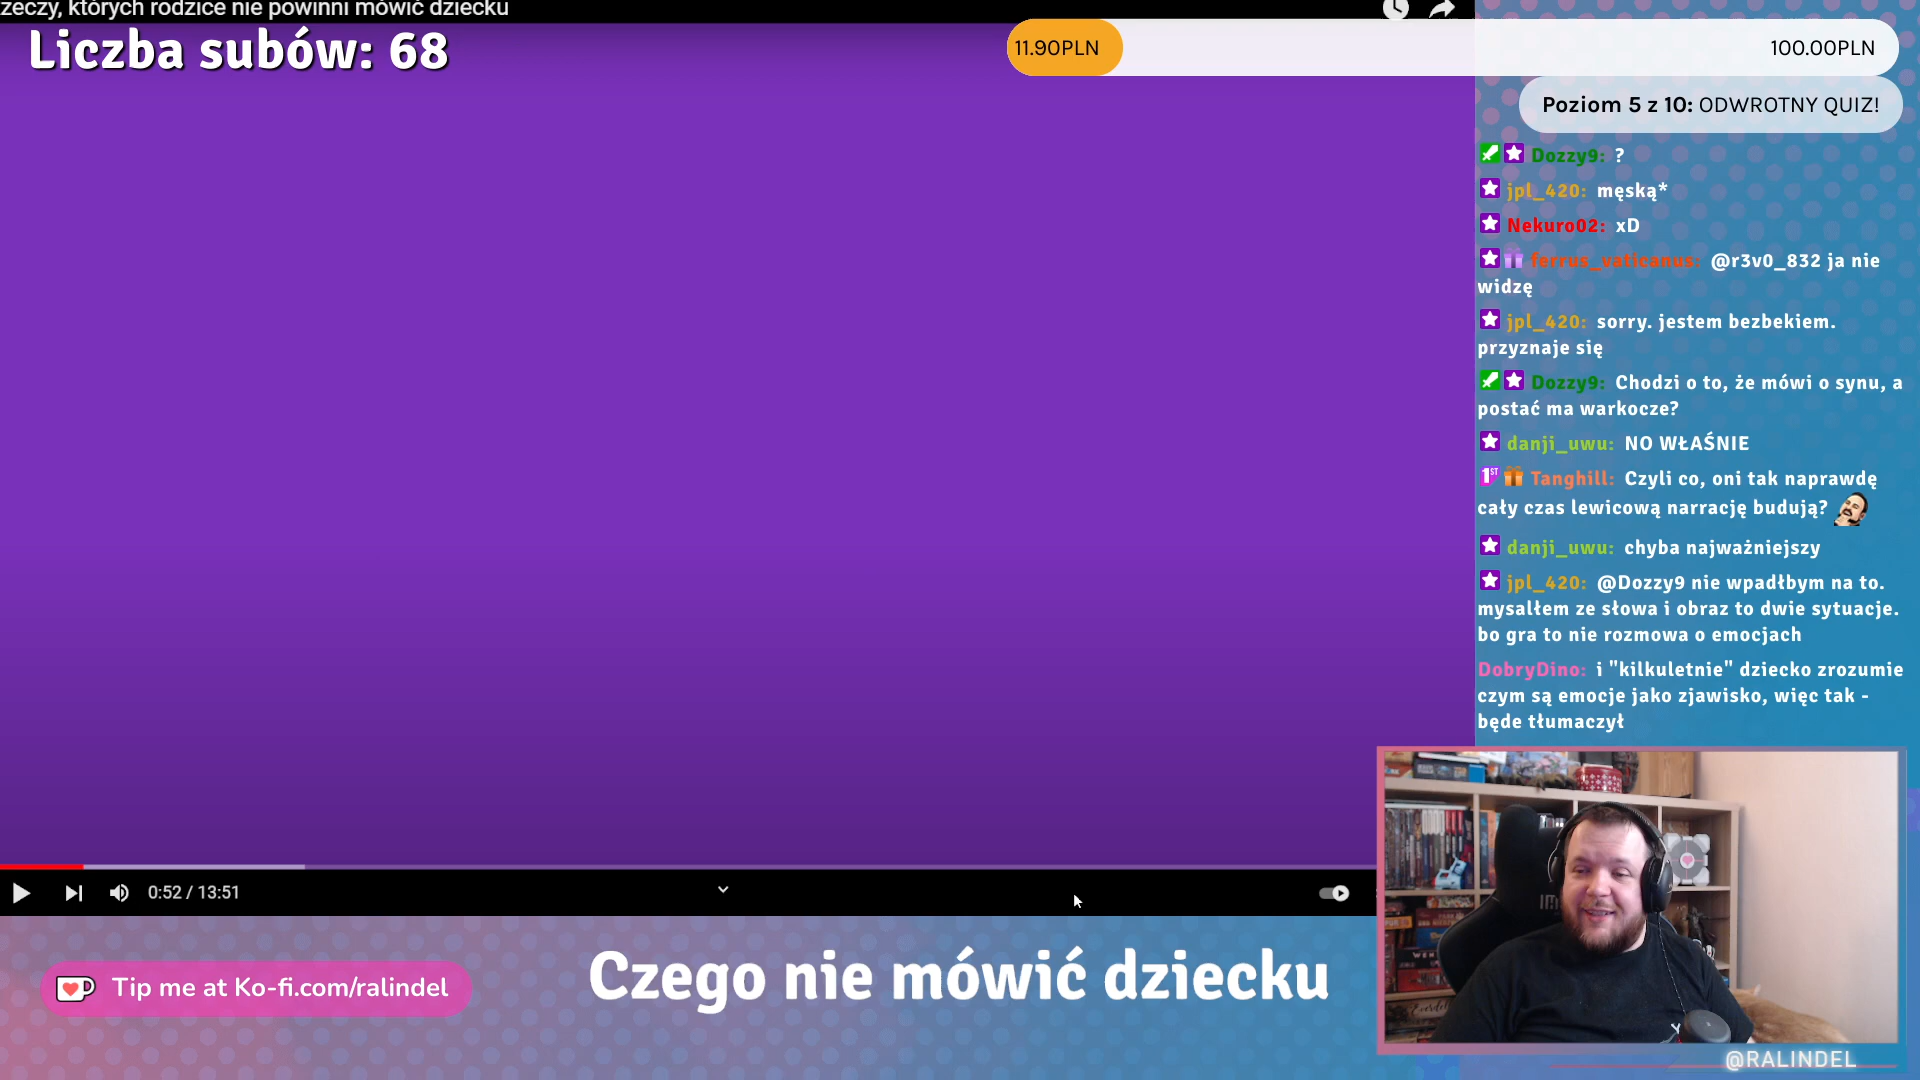 zeczy, których rodzice nie powinni mówić dziecku
Liczba subów: 68
11.90PLN
100.00PLN
Poziom 5 z 10: ODWROTNY QUIZ!
Dozzy9: ?
jpl_420: męską*
Nekuro02: xD
ferrus_vaticanus: @r3v0_832 ja nie
widzę
jpl_420: sorry. jestem bezbekiem.
przyznaje się
Dozzy9: Chodzi o to, że mówi o synu, a
postać ma warkocze?
danji_uwu: NO WŁAŚNIE
1ST Tanghill: Czyli co, oni tak naprawdę
cały czas lewicową narrację budują?
danji_uwu: chyba najważniejszy
jpl_420: @Dozzy9 nie wpadłbym na to.
mysałłem ze słowa i obraz to dwie sytuacje.
bo gra to nie rozmowa o emocjach
DobryDino: i "kilkuletnie" dziecko zrozumie
czym są emocje jako zjawisko, więc tak -
będe tłumaczył
0:52 / 13:51
Tip me at Ko-fi.com/ralindel
Czego nie mówić dziecku
@RALINDEL